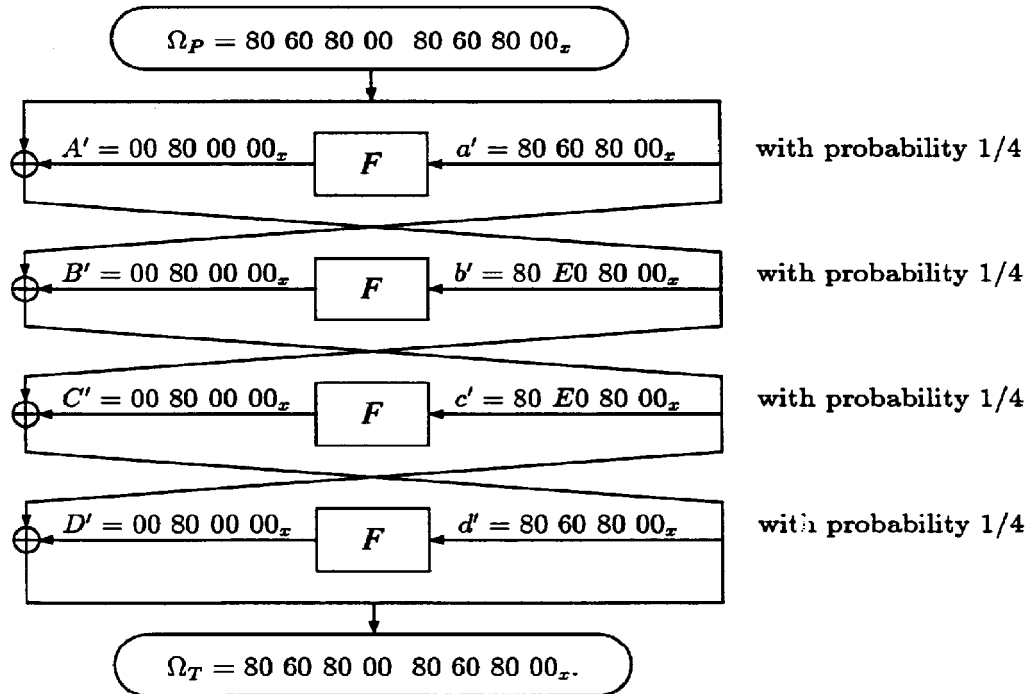 Ω_P = 80 60 80 00 80 60 80 00_x
A' = 00 80 00 00_x F a' = 80 60 80 00_x with probability 1/4
B' = 00 80 00 00_x F b' = 80 E0 80 00_x with probability 1/4
C' = 00 80 00 00_x F c' = 80 E0 80 00_x with probability 1/4
D' = 00 80 00 00_x F d' = 80 60 80 00_x with probability 1/4
Ω_T = 80 60 80 00 80 60 80 00_x.